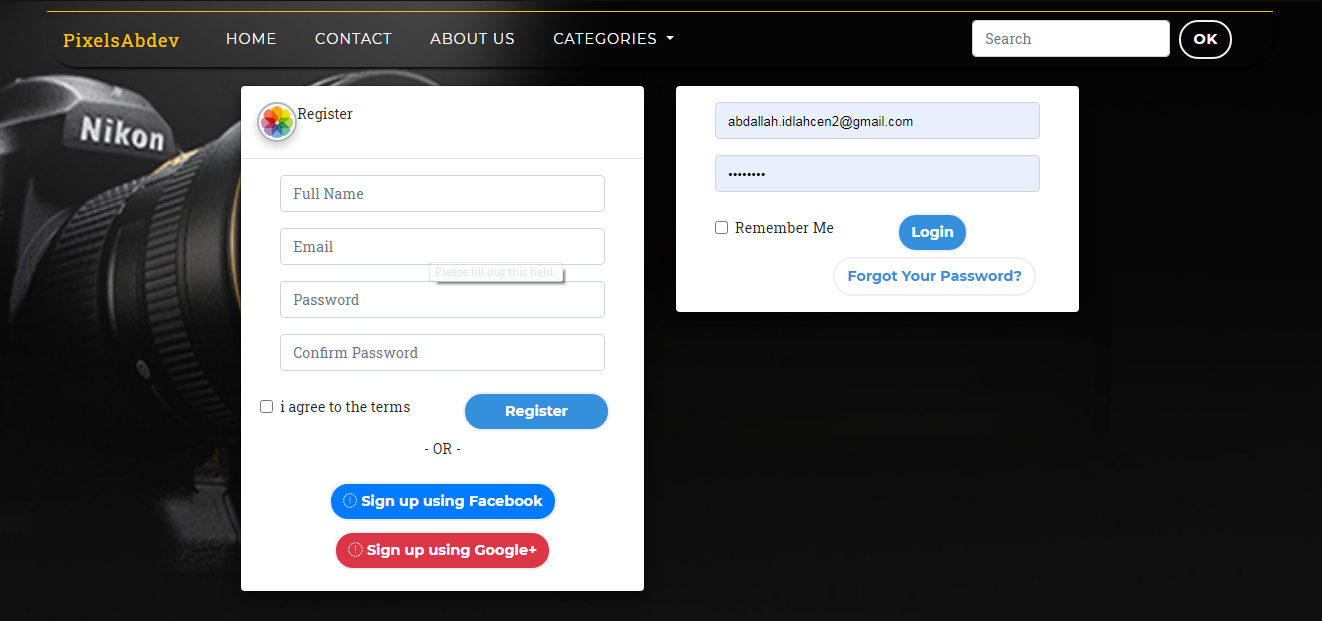 PixelsAbdev HOME CONTACT ABOUT US CATEGORIES Search OK
Nikon
Register
Full Name
Email
Please fill out this field.
Password
Confirm Password
i agree to the terms Register
- OR -
Sign up using Facebook
Sign up using Google+
abdallah.idlahcen2@gmail.com
••••••••
Remember Me Login
Forgot Your Password?